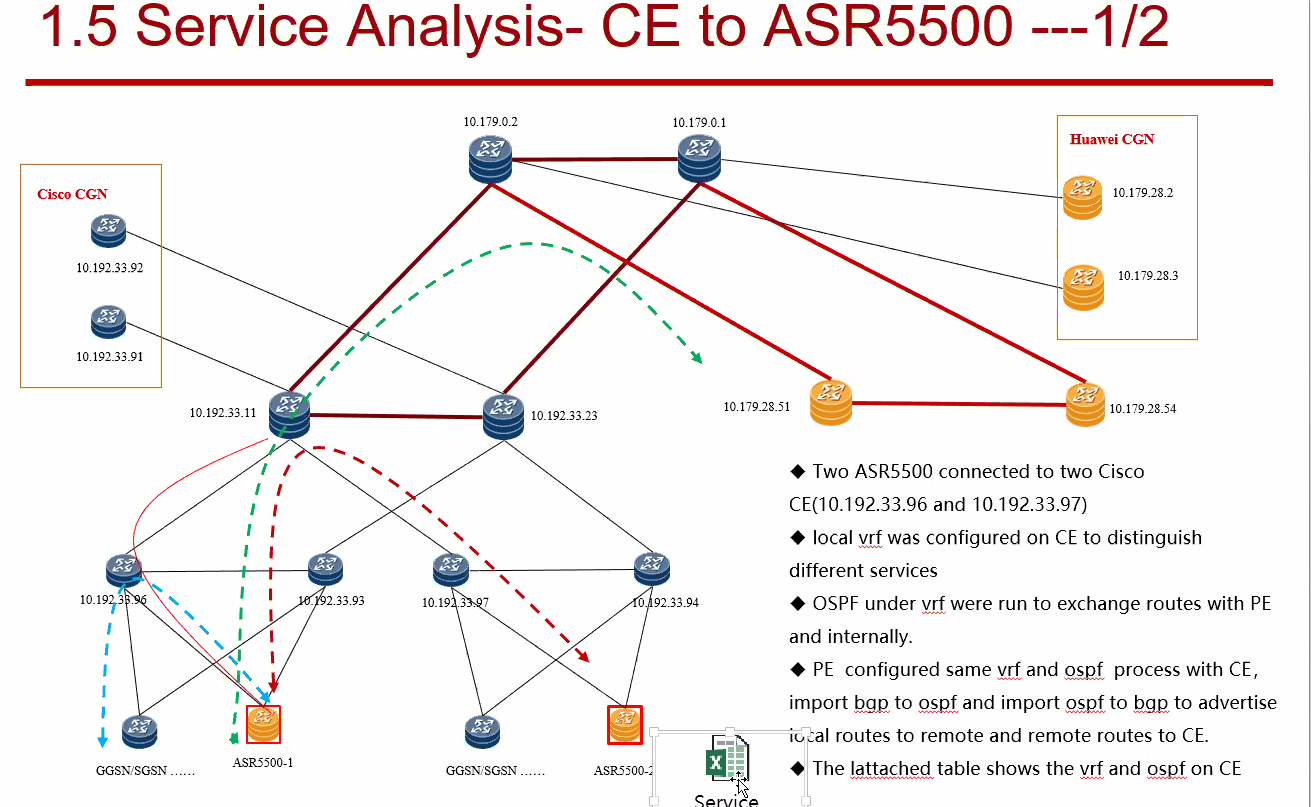 1.5 Service Analysis- CE to ASR5500 ---1/2
10.179.0.2
10.179.0.1
Huawei CGN
10.179.28.2
10.179.28.3
Cisco CGN
10.192.33.92
10.192.33.91
10.192.33.11
10.192.33.23
10.179.28.51
10.179.28.54
10.192.33.96
10.192.33.93
10.192.33.97
10.192.33.94
GGSN/SGSN ……
ASR5500-1
GGSN/SGSN ……
ASR5500-2
◆ Two ASR5500 connected to two Cisco
CE(10.192.33.96 and 10.192.33.97)
◆ local vrf was configured on CE to distinguish
different services
◆ OSPF under vrf were run to exchange routes with PE
and internally.
◆ PE configured same vrf and ospf process with CE,
import bgp to ospf and import ospf to bgp to advertise
local routes to remote and remote routes to CE.
◆ The lattached table shows the vrf and ospf on CE
X
Service